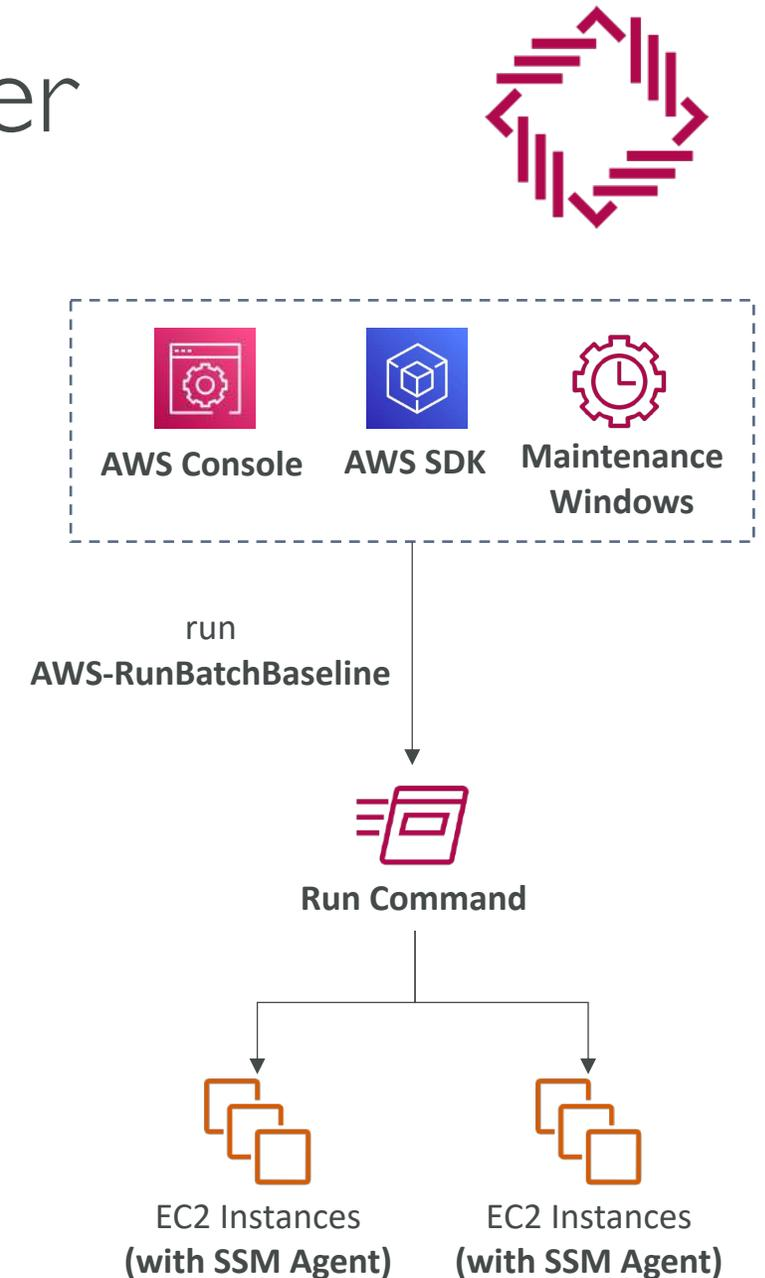 er
AWS Console
AWS SDK
Maintenance
Windows
run
AWS-RunBatchBaseline
Run Command
EC2 Instances
(with SSM Agent)
EC2 Instances
(with SSM Agent)